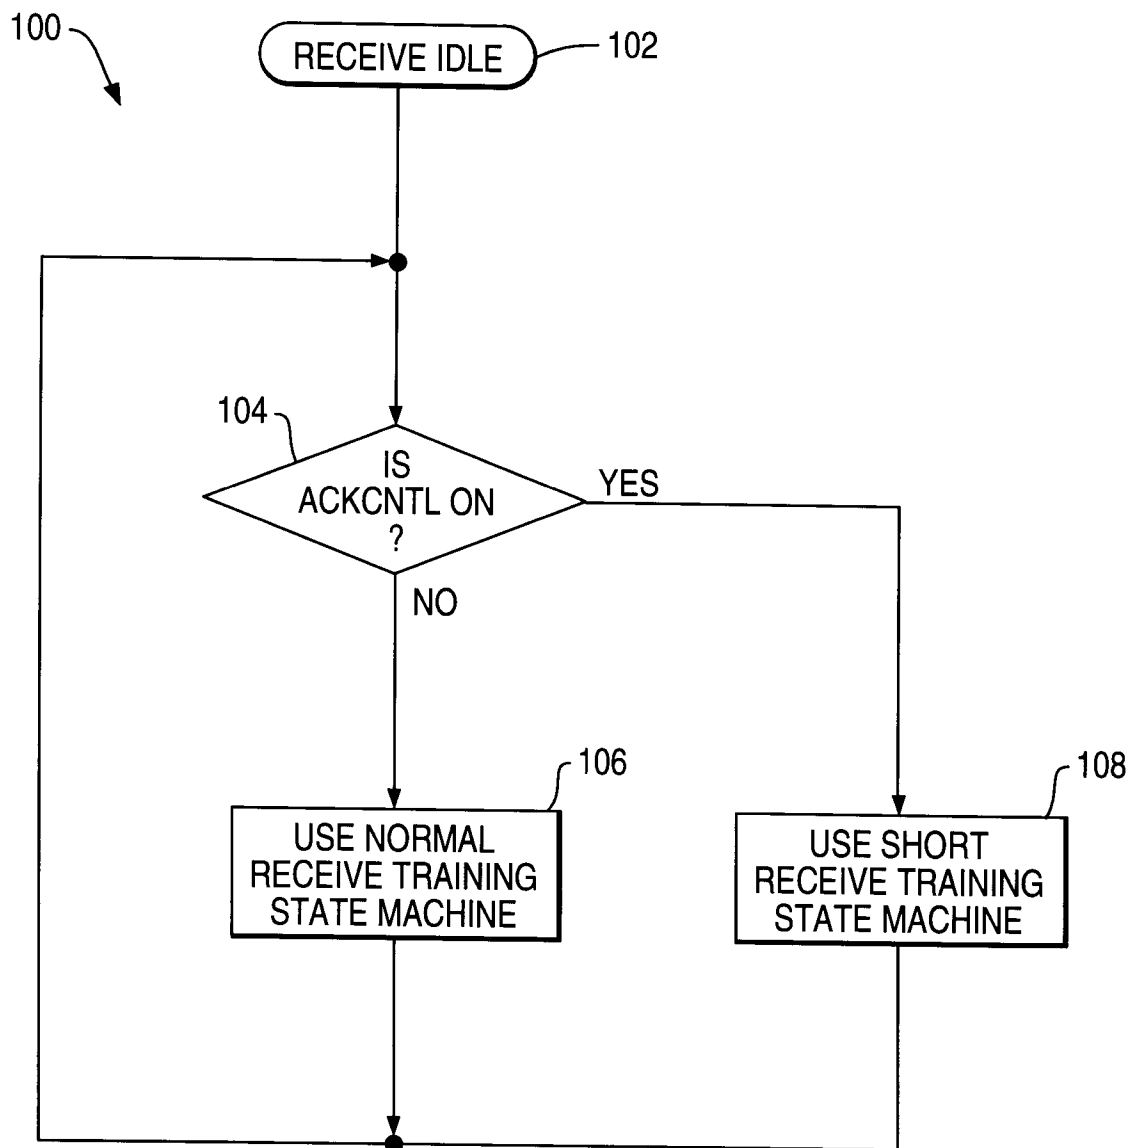 100
RECEIVE IDLE
102
104
IS
ACKCNTL ON
?
YES
NO
106
108
USE NORMAL
RECEIVE TRAINING
STATE MACHINE
USE SHORT
RECEIVE TRAINING
STATE MACHINE